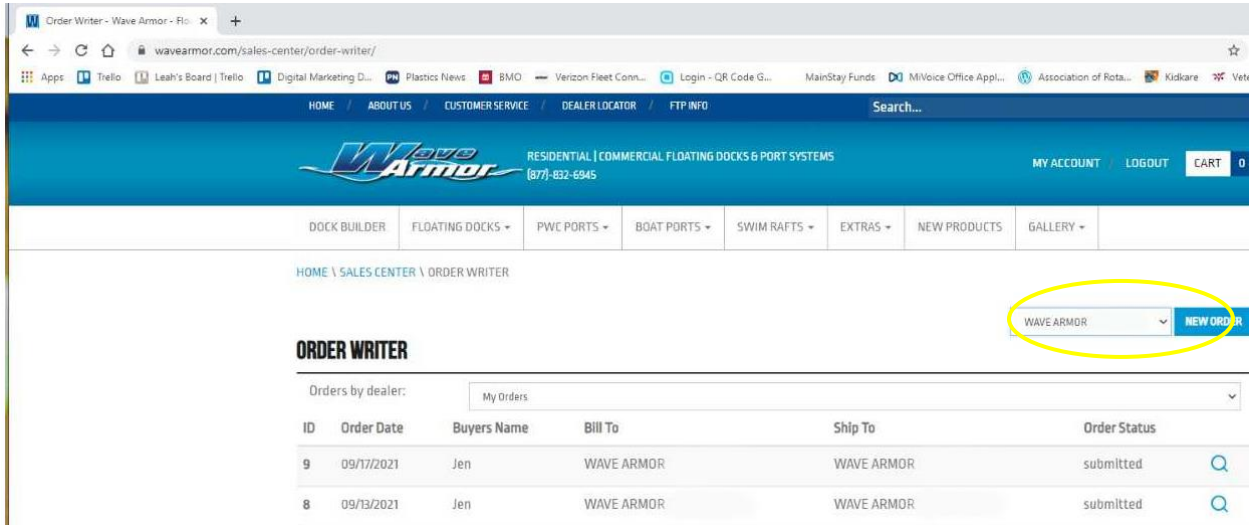 Order Writer - Wave Armor - Flo
wavearmor.com/sales-center/order-writer/
Apps Trello Leah's Board | Trello Digital Marketing D... Plastics News BMO Verizon Fleet Conn... Login - QR Code G... MainStay Funds MiVoice Office Appl... Association of Rota... Kidkare Vete
HOME / ABOUT US / CUSTOMER SERVICE / DEALER LOCATOR / FTP INFO Search...
Wave Armor
RESIDENTIAL | COMMERCIAL FLOATING DOCKS & PORT SYSTEMS
(877)-832-6945
MY ACCOUNT / LOGOUT CART 0
DOCK BUILDER FLOATING DOCKS PWC PORTS BOAT PORTS SWIM RAFTS EXTRAS NEW PRODUCTS GALLERY
HOME \ SALES CENTER \ ORDER WRITER
WAVE ARMOR NEW ORDER
ORDER WRITER
Orders by dealer: My Orders
ID Order Date Buyers Name Bill To Ship To Order Status
9 09/17/2021 Jen WAVE ARMOR WAVE ARMOR submitted
8 09/13/2021 Jen WAVE ARMOR WAVE ARMOR submitted